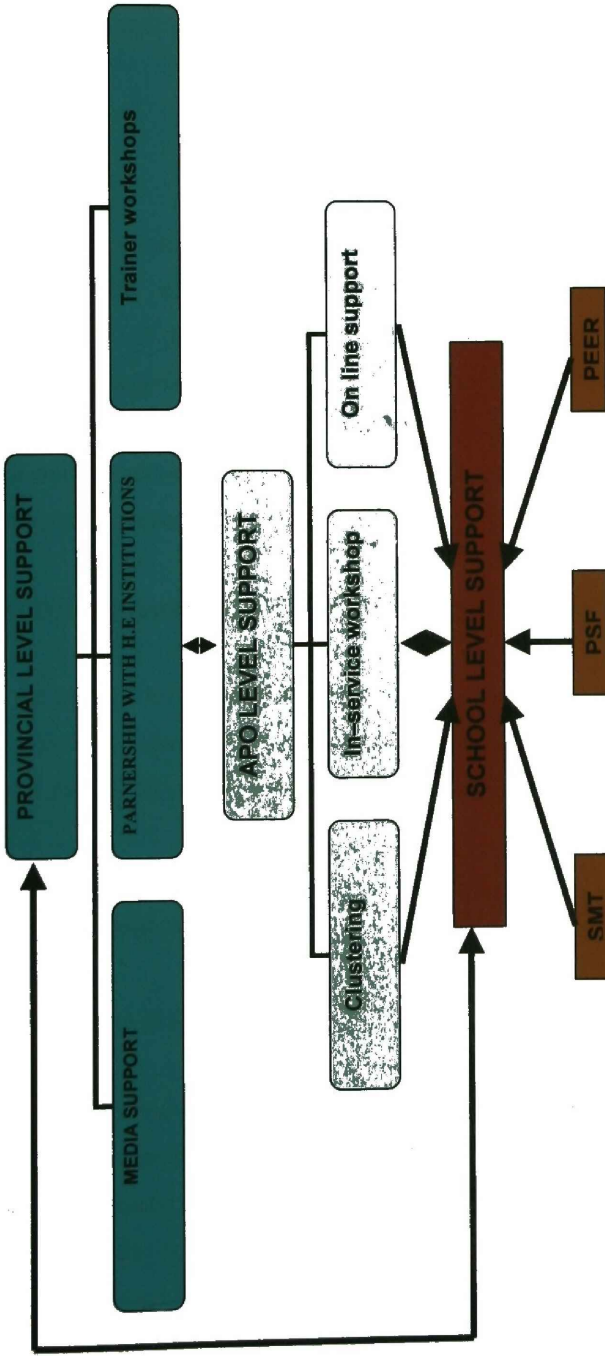 PROVINCIAL LEVEL SUPPORT
MEDIA SUPPORT
PARNERSHIP WITH H.E INSTITUTIONS
Trainer workshops
APO LEVEL SUPPORT
Clustering
In-service workshop
On line support
SCHOOL LEVEL SUPPORT
SMT
PSF
PEER